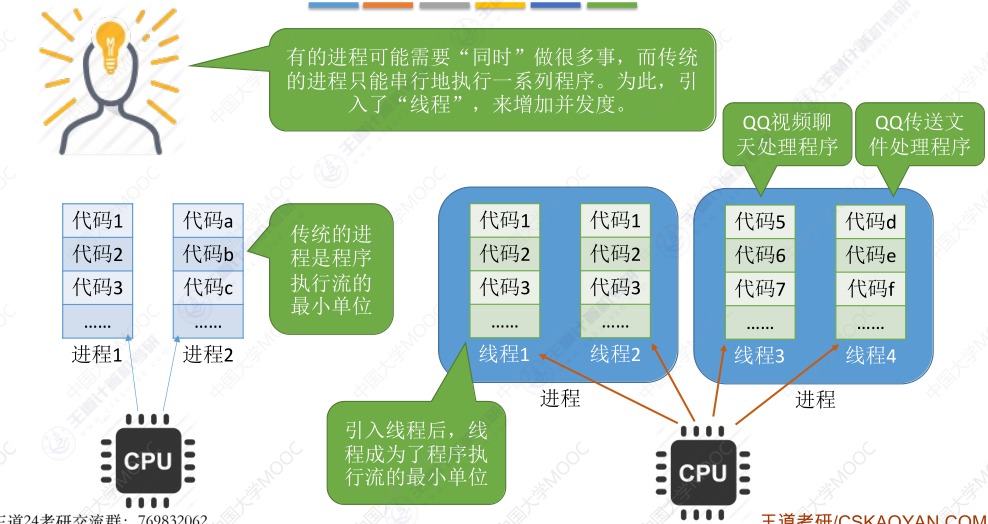 有的进程可能需要“同时”做很多事，而传统
的进程只能串行地执行一系列程序。为此，引
入了“线程”，来增加并发度。
QQ视频聊
天处理程序
QQ传送文
件处理程序
代码1
代码2
代码3
……
进程1
代码a
代码b
代码c
……
进程2
传统的进
程是程序
执行流的
最小单位
代码1
代码2
代码3
……
线程1
代码1
代码2
代码3
……
线程2
进程
代码5
代码6
代码7
……
线程3
代码d
代码e
代码f
……
线程4
进程
引入线程后，线
程成为了程序执
行流的最小单位
CPU
CPU
王道24考研交流群：769832062
王道考研/CSKAOYAN.COM